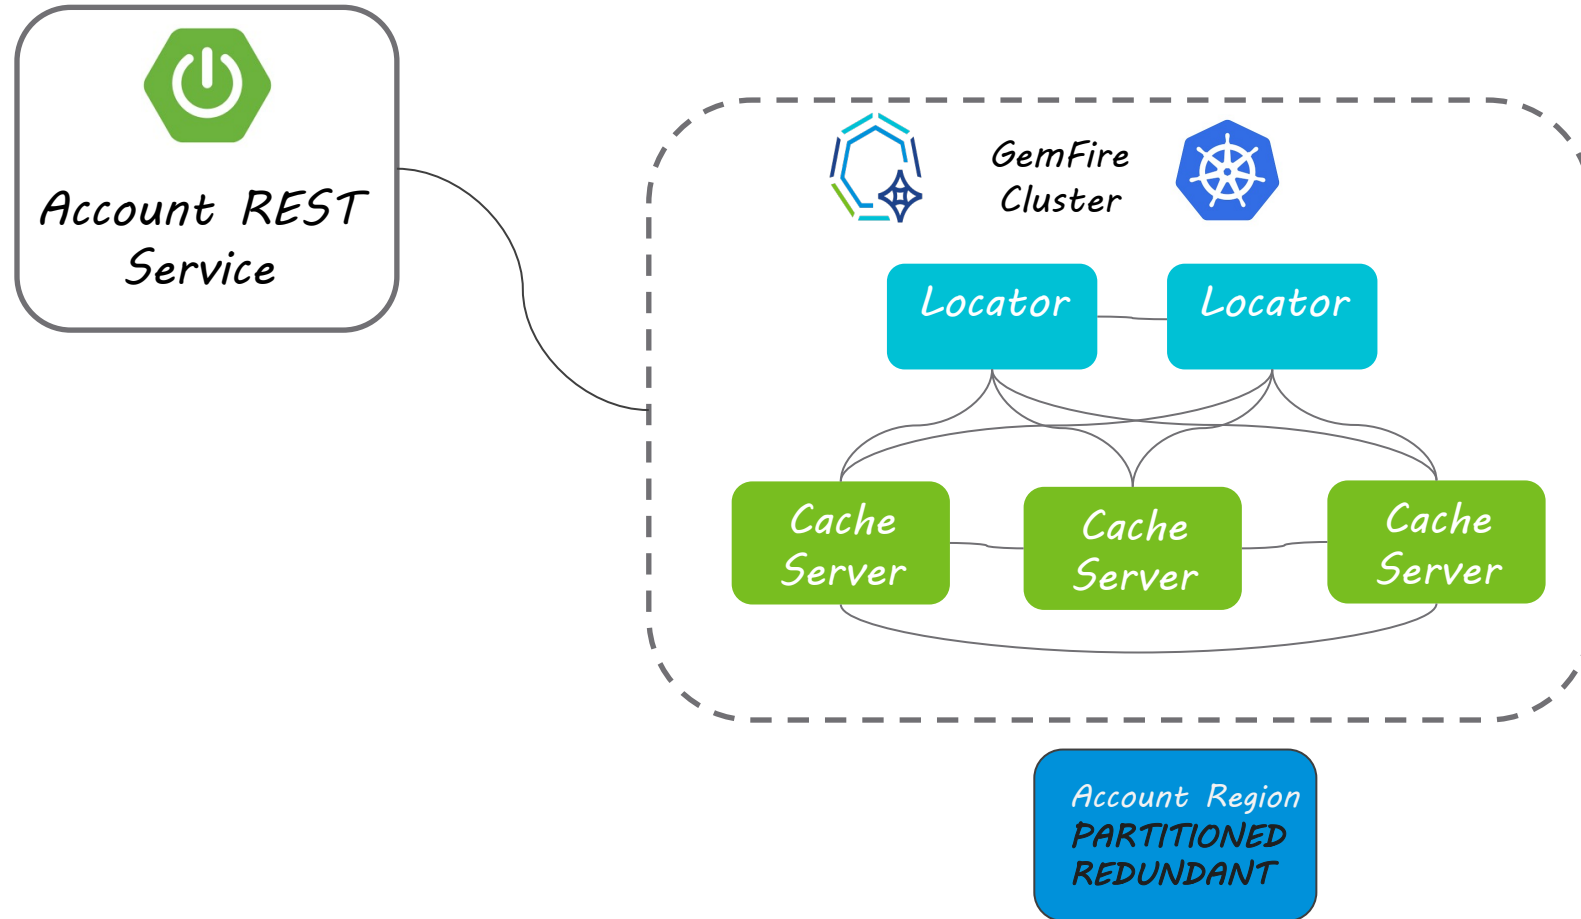 Account REST
Service
GemFire
Cluster
Locator
Locator
Cache
Server
Cache
Server
Cache
Server
Account Region
PARTITIONED
REDUNDANT